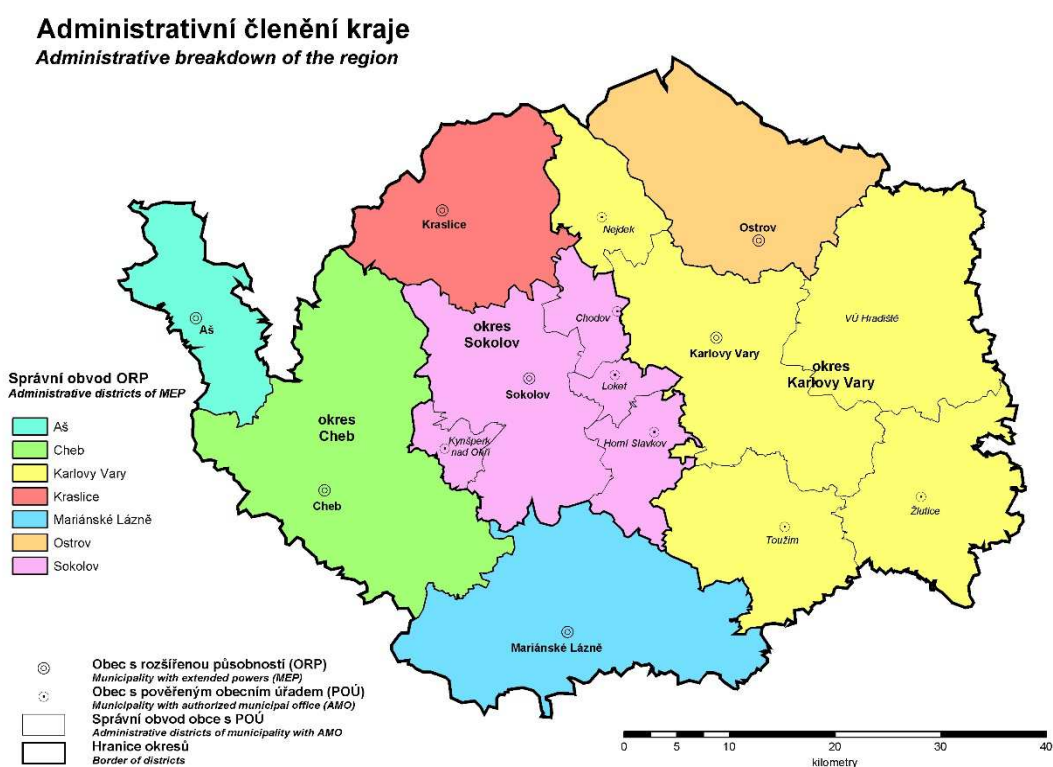 Administrativní členění kraje
Administrative breakdown of the region
Kraslice
Nejdek
Ostrov
Aš
okres
Sokolov
Chodov
Karlovy Vary
VÚ Hradiště
okres
Karlovy Vary
Loket
Sokolov
okres
Cheb
Kynšperk
nad Ohří
Horní Slavkov
Cheb
Toužim
Žlutice
Mariánské Lázně
Správní obvod ORP
Administrative districts of MEP
Aš
Cheb
Karlovy Vary
Kraslice
Mariánské Lázně
Ostrov
Sokolov
Obec s rozšířenou působností (ORP)
Municipality with extended powers (MEP)
Obec s pověřeným obecním úřadem (POÚ)
Municipality with authorized municipal office (AMO)
Správní obvod obce s POÚ
Administrative districts of municipality with AMO
Hranice okresů
Border of districts
0 5 10 20 30 40
kilometry